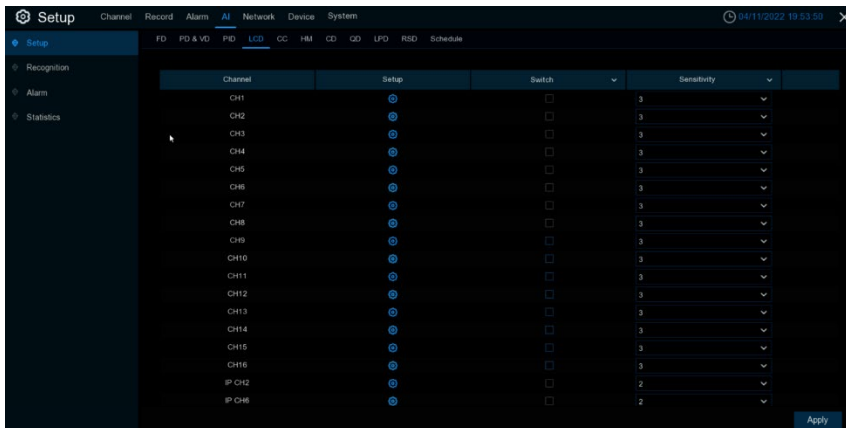 Setup Channel Record Alarm AI Network Device System 04/11/2022 19:53:50
Setup FD PD & VD PID LCD CC HM CD QD LPD RSD Schedule
Recognition
Alarm
Statistics
Channel Setup Switch Sensitivity
CH1 3
CH2 3
CH3 3
CH4 3
CH5 3
CH6 3
CH7 3
CH8 3
CH9 3
CH10 3
CH11 3
CH12 3
CH13 3
CH14 3
CH15 3
CH16 3
IP CH2 2
IP CH6 2
Apply